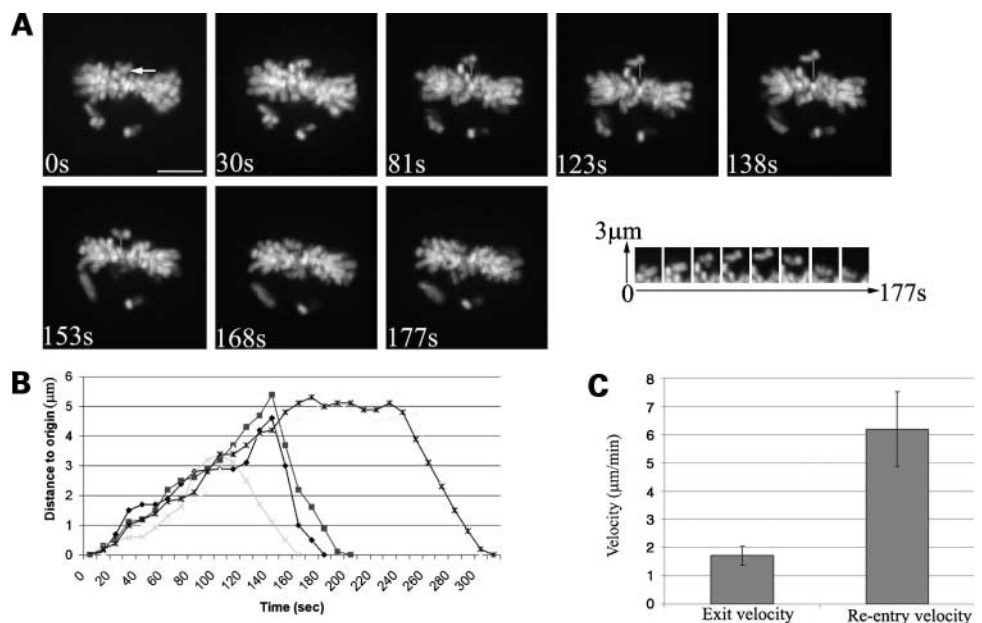 A
0s
30s
81s
123s
138s
153s
168s
177s
3μm
0
177s
B
Distance to origin (μm)
6
5
4
3
2
1
0
0 20 40 60 80 100 120 140 160 180 200 220 240 260 280 300
Time (sec)
C
Velocity (μm/min)
8
7
6
5
4
3
2
1
0
Exit velocity Re-entry velocity